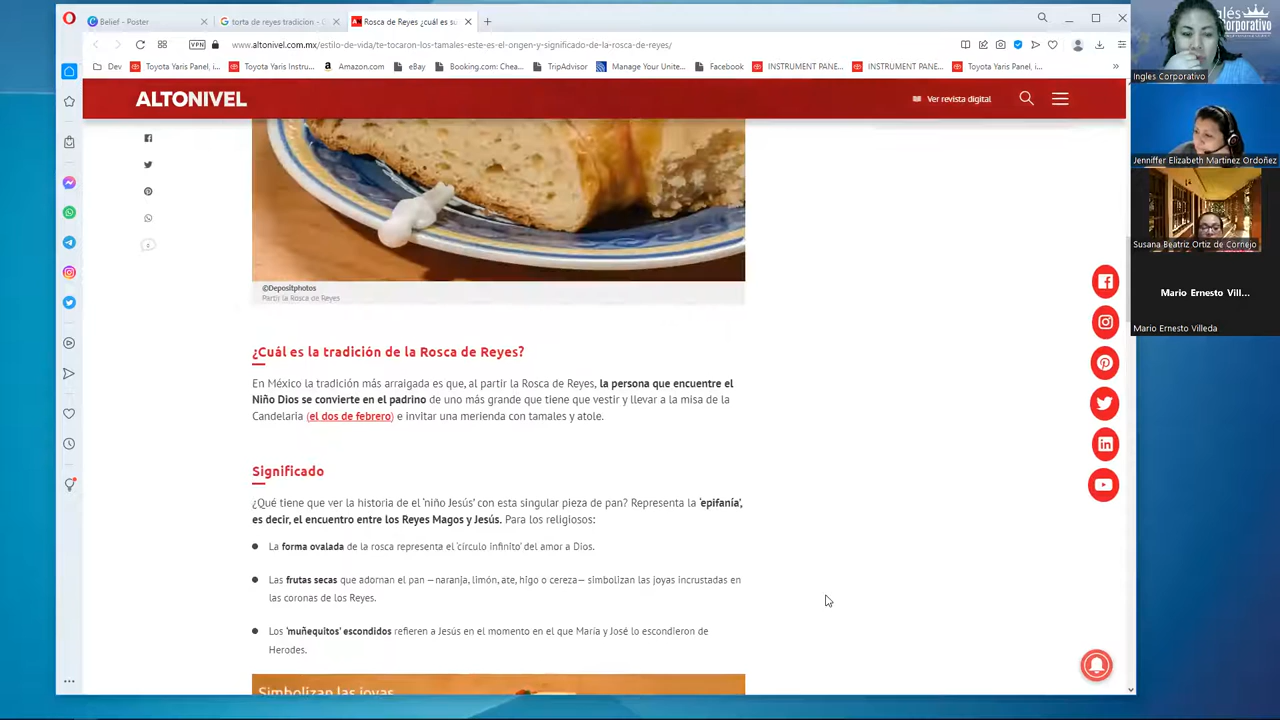 Belief - Poster
torta de reyes tradicion -
Rosca de Reyes ¿cuál es su
VPN
www.altonivel.com.mx/estilo-de-vida/te-tocaron-los-tamales-este-es-el-origen-y-significado-de-la-rosca-de-reyes/
Dev
Toyota Yaris Panel, i...
Toyota Yaris Instru...
Amazon.com
eBay
Booking.com: Chea...
TripAdvisor
Manage Your Unite...
Facebook
INSTRUMENT PANE...
INSTRUMENT PANE...
Toyota Yaris Panel, i...
»
ALTONIVEL
Ver revista digital
©Depositphotos
Partir la Rosca de Reyes
¿Cuál es la tradición de la Rosca de Reyes?
En México la tradición más arraigada es que, al partir la Rosca de Reyes, la persona que encuentre el
Niño Dios se convierte en el padrino de uno más grande que tiene que vestir y llevar a la misa de la
Candelaria (el dos de febrero) e invitar una merienda con tamales y atole.
Significado
¿Qué tiene que ver la historia de el 'niño Jesús' con esta singular pieza de pan? Representa la 'epifanía',
es decir, el encuentro entre los Reyes Magos y Jesús. Para los religiosos:
La forma ovalada de la rosca representa el 'círculo infinito' del amor a Dios.
Las frutas secas que adornan el pan —naranja, limón, ate, higo o cereza— simbolizan las joyas incrustadas en
las coronas de los Reyes.
Los 'muñequitos' escondidos refieren a Jesús en el momento en el que María y José lo escondieron de
Herodes.
Simbolizan las joyas
Ingles Corporativo
Jenniffer Elizabeth Martinez Ordoñez
Susana Beatriz Ortiz de Cornejo
Mario Ernesto Vill...
Mario Ernesto Villeda